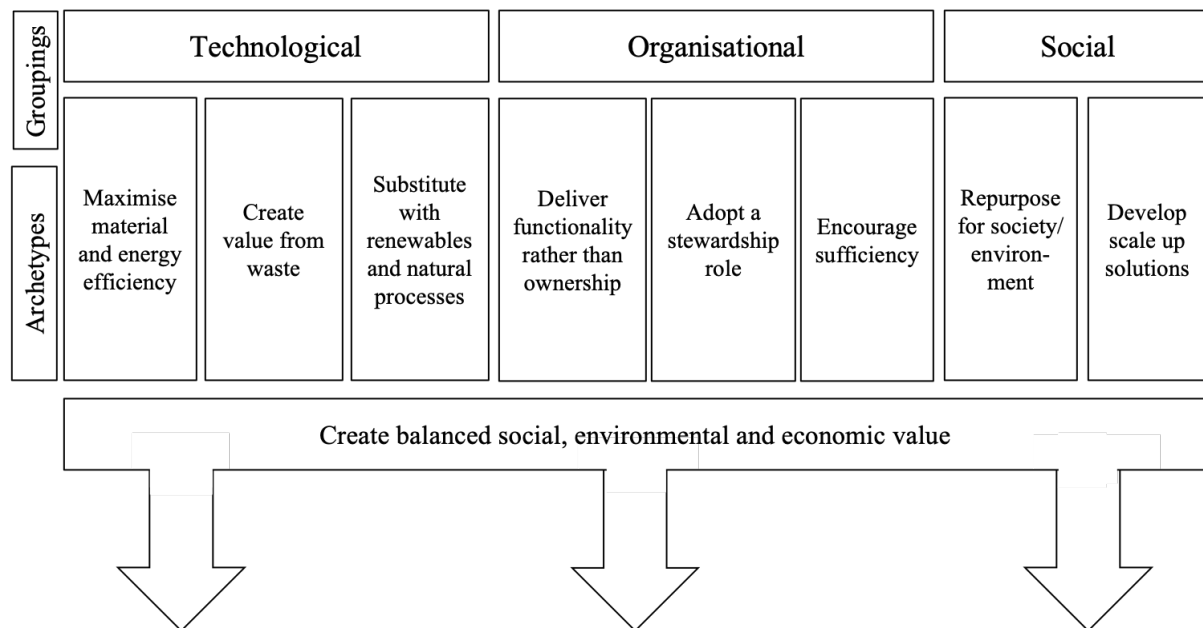 Groupings
Technological
Organisational
Social
Archetypes
Maximise
material
and energy
efficiency
Create
value from
waste
Substitute
with
renewables
and natural
processes
Deliver
functionality
rather than
ownership
Adopt a
stewardship
role
Encourage
sufficiency
Repurpose
for society/
environ-
ment
Develop
scale up
solutions
Create balanced social, environmental and economic value